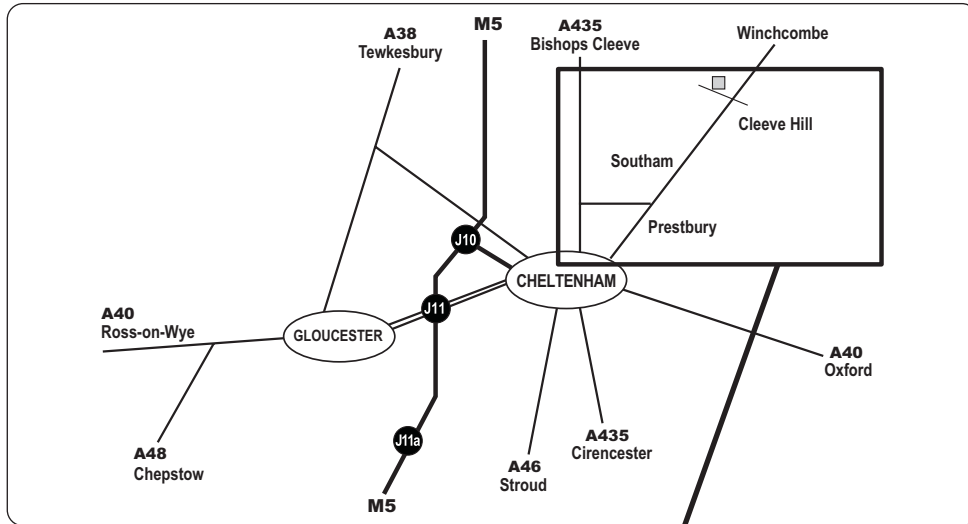 A38
Tewkesbury
M5
A435
Bishops Cleeve
Winchcombe
Cleeve Hill
Southam
Prestbury
J10
CHELTENHAM
J11
A40
Ross-on-Wye
GLOUCESTER
A40
Oxford
A48
Chepstow
J11a
M5
A46
Stroud
A435
Cirencester